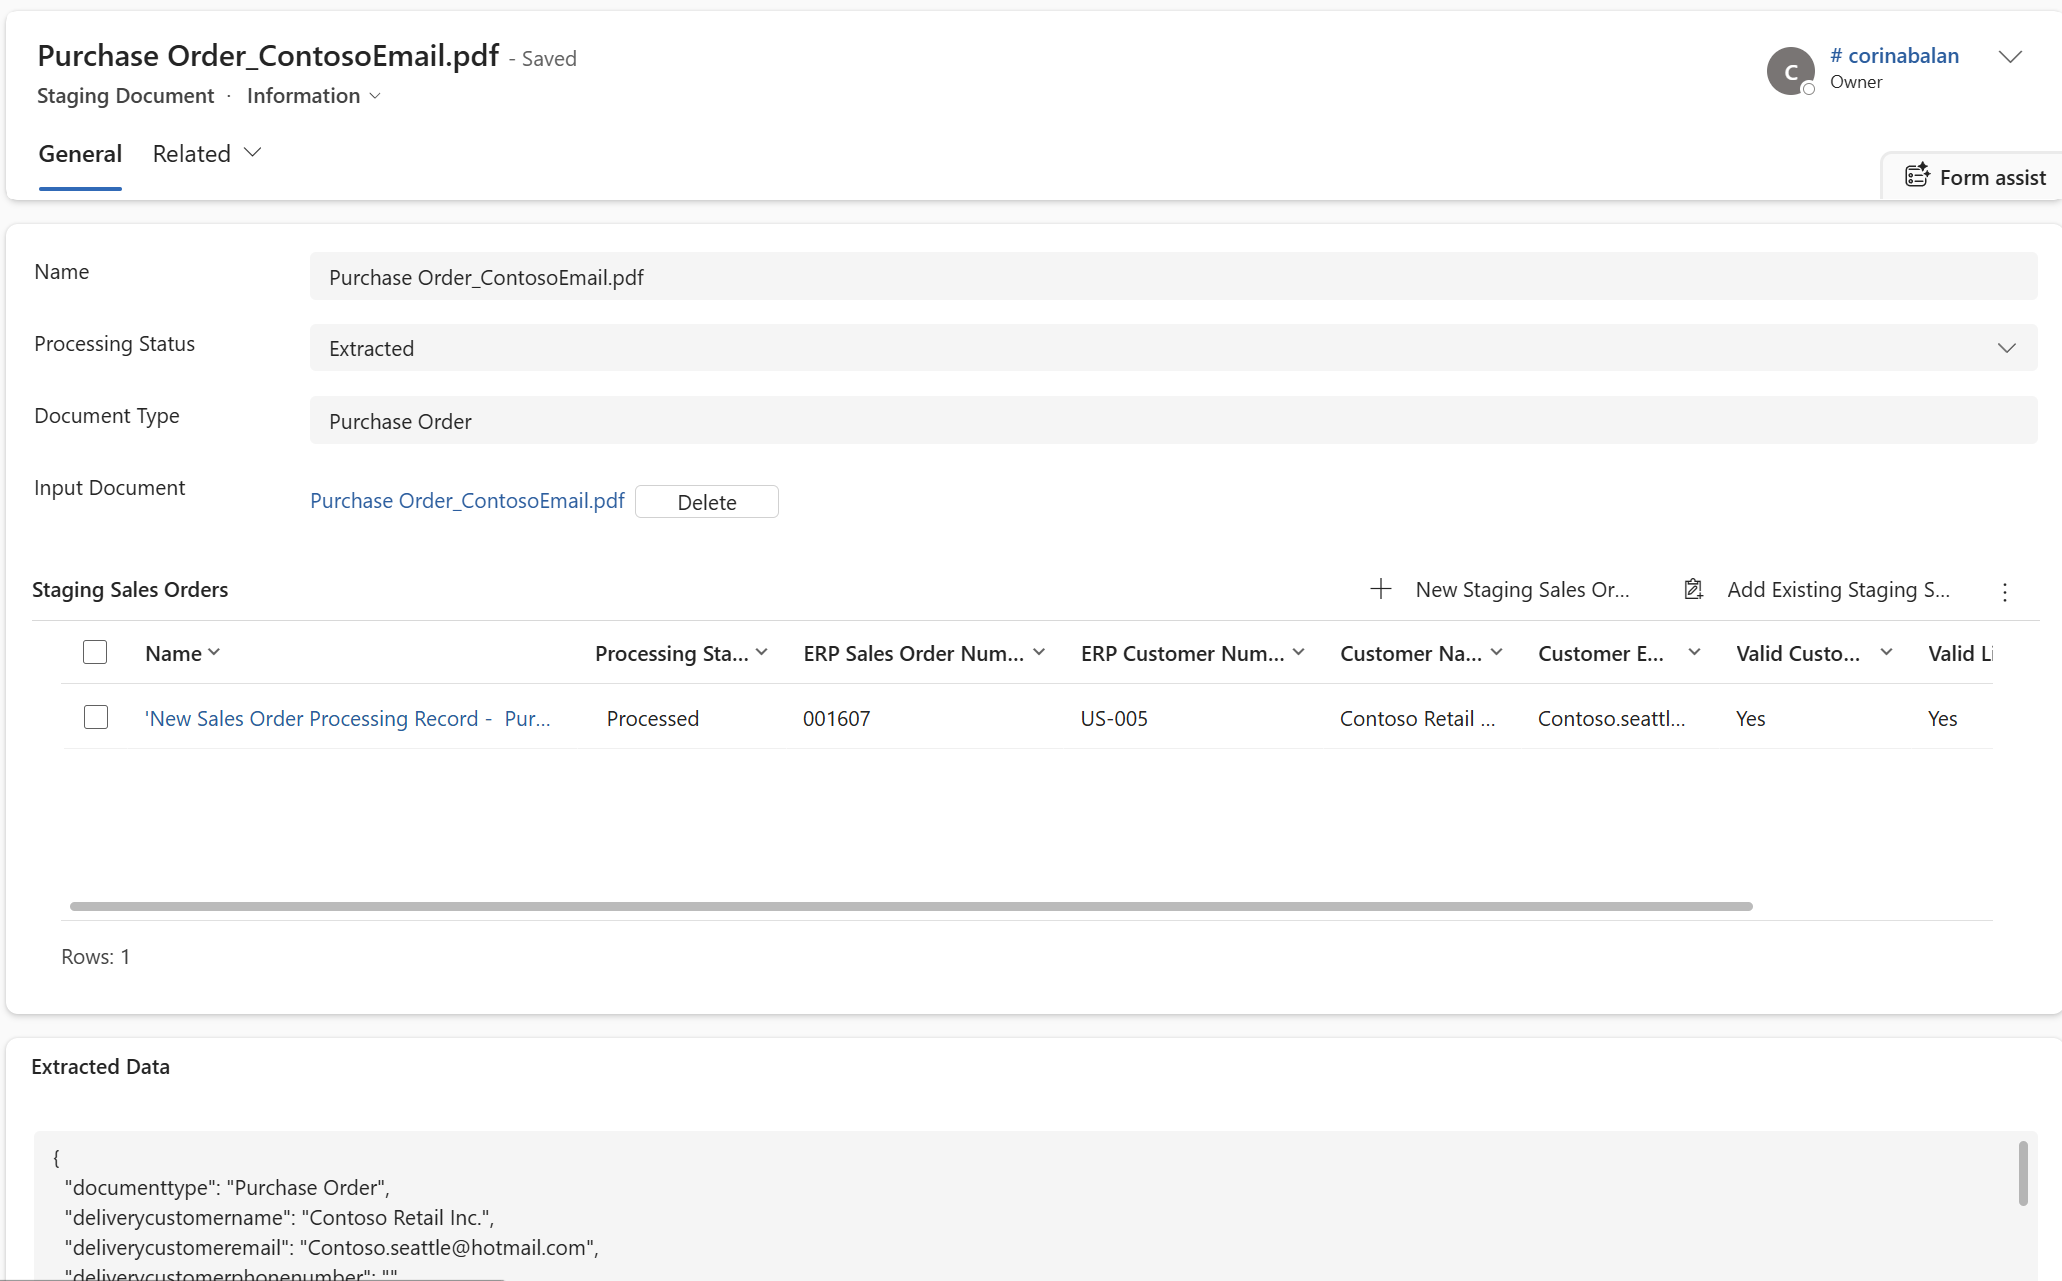 Purchase Order_ContosoEmail.pdf - Saved
Staging Document · Information
C
# corinabalan
Owner
General Related
Form assist
Name Purchase Order_ContosoEmail.pdf
Processing Status Extracted
Document Type Purchase Order
Input Document Purchase Order_ContosoEmail.pdf Delete
Staging Sales Orders + New Staging Sales Or... Add Existing Staging S...
Name Processing Sta... ERP Sales Order Num... ERP Customer Num... Customer Na... Customer E... Valid Custo... Valid Li
'New Sales Order Processing Record - Pur... Processed 001607 US-005 Contoso Retail ... Contoso.seattl... Yes Yes
Rows: 1
Extracted Data
{
"documenttype": "Purchase Order",
"deliverycustomername": "Contoso Retail Inc.",
"deliverycustomeremail": "Contoso.seattle@hotmail.com",
"deliverycustomerphonenumber": ""